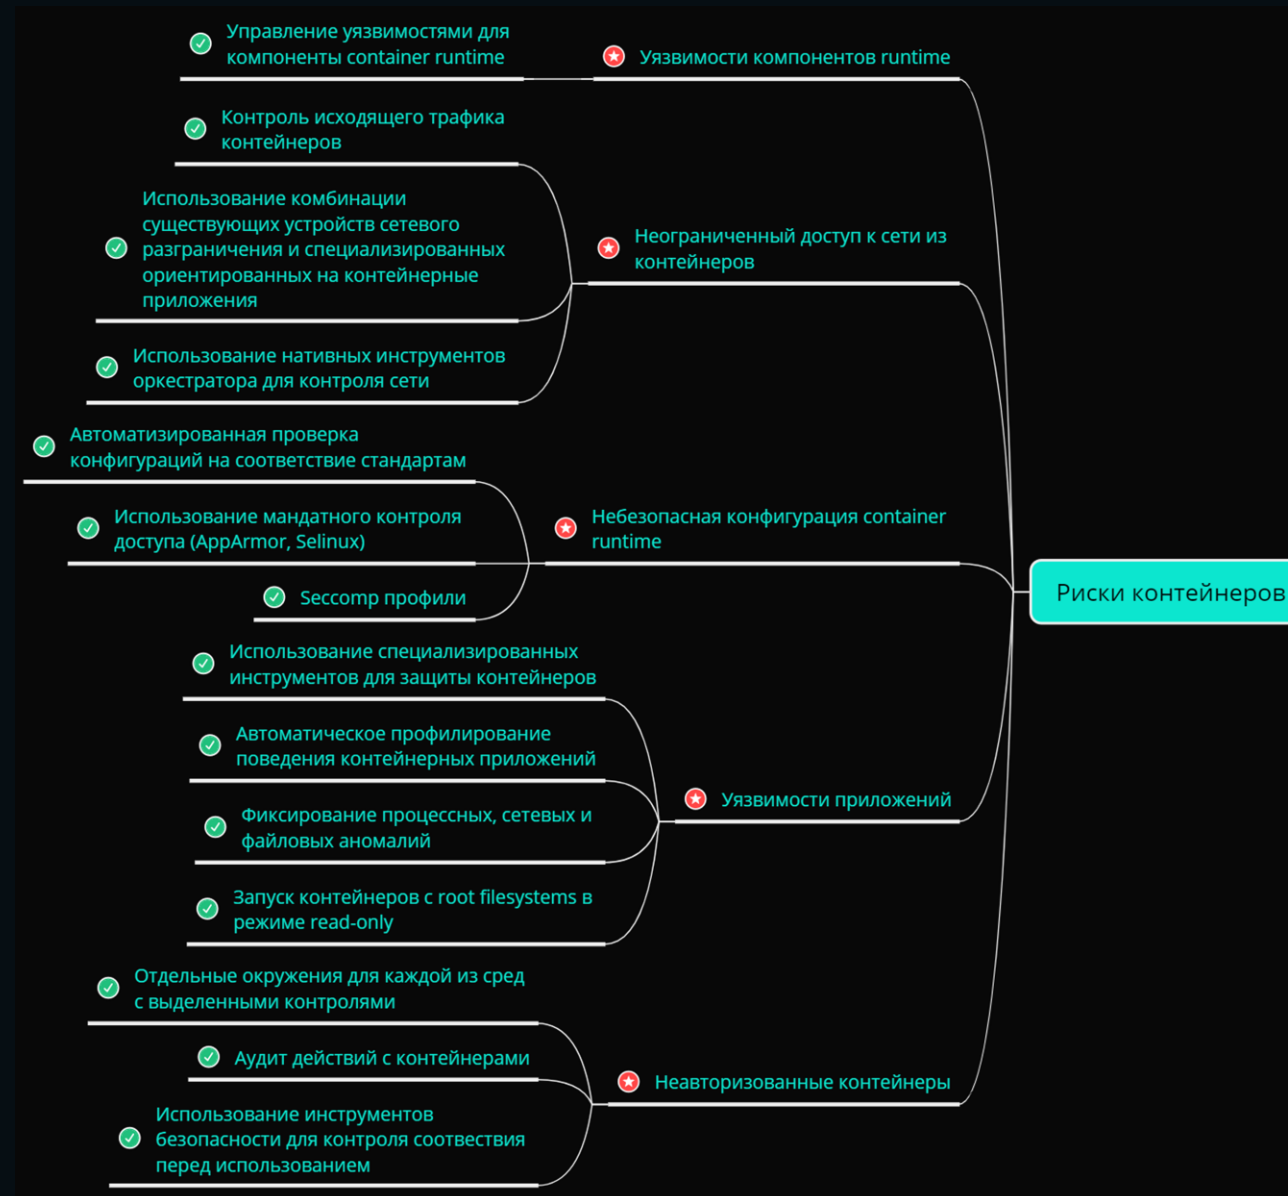 Управление уязвимостями для
компоненты container runtime
Уязвимости компонентов runtime
Контроль исходящего трафика
контейнеров
Использование комбинации
существующих устройств сетевого
разграничения и специализированных
ориентированных на контейнерные
приложения
Использование нативных инструментов
оркестратора для контроля сети
Неограниченный доступ к сети из
контейнеров
Автоматизированная проверка
конфигураций на соответствие стандартам
Использование мандатного контроля
доступа (AppArmor, Selinux)
Seccomp профили
Небезопасная конфигурация container
runtime
Риски контейнеров
Использование специализированных
инструментов для защиты контейнеров
Автоматическое профилирование
поведения контейнерных приложений
Фиксирование процессных, сетевых и
файловых аномалий
Запуск контейнеров с root filesystems в
режиме read-only
Уязвимости приложений
Отдельные окружения для каждой из сред
с выделенными контролями
Аудит действий с контейнерами
Использование инструментов
безопасности для контроля соотвествия
перед использованием
Неавторизованные контейнеры